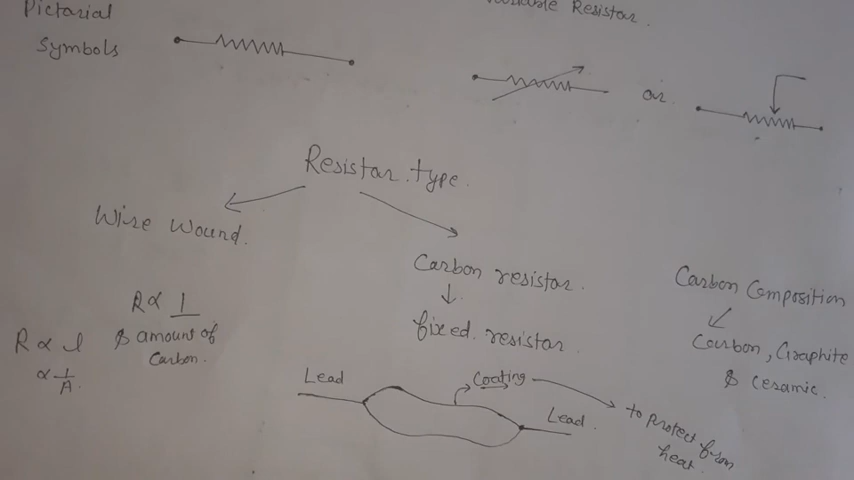 Pictorial
Variable Resistor.
Symbols
or
Resistor type.
Wire Wound.
Carbon resistor.
fixed resistor.
Carbon Composition
Carbon, Graphite
& Ceramic.
R ∝ 1
& amount of
Carbon.
R ∝ l
∝ 1/A.
Lead
Coating
Lead.
to protect from
heat.